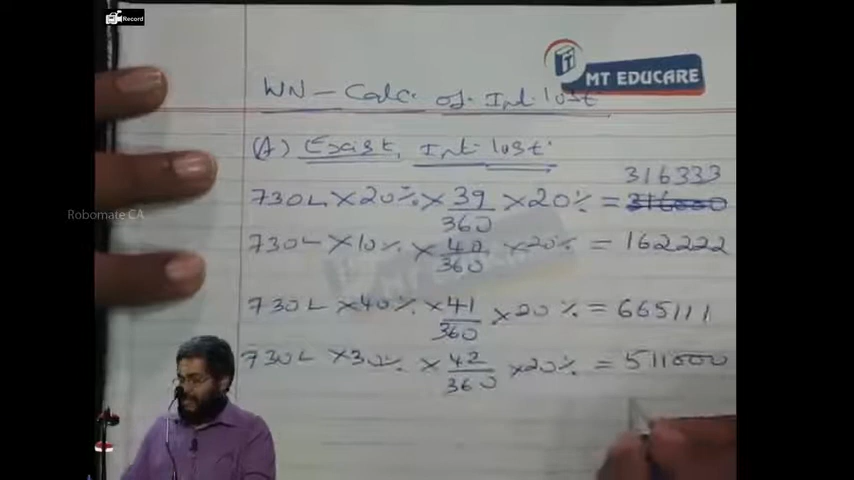 Record
MT EDUCARE
WN - Calc. of Int. lost
(A) Exist. Int. lost.
316333
730L × 20% × 39/360 × 20% = 316000
730L × 10% × 40/360 × 20% = 162222
MT EDUCARE
730L × 40% × 41/360 × 20% = 665111
730L × 30% × 42/360 × 20% = 511000
Robomate CA